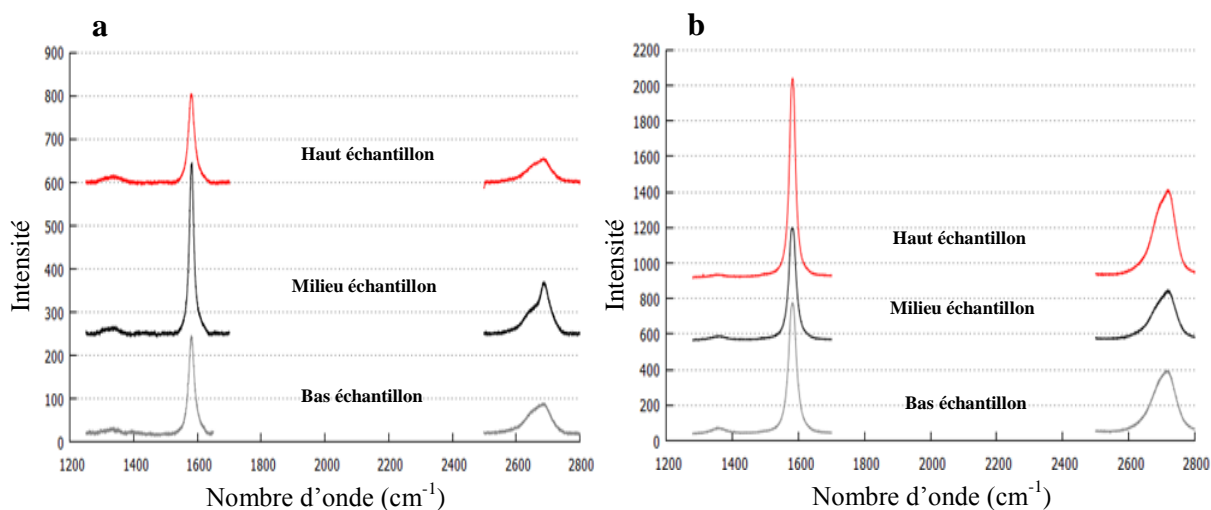 a
900
800
700
600
500
400
300
200
100
0
1200 1400 1600 1800 2000 2200 2400 2600 2800
Intensité
Haut échantillon
Milieu échantillon
Bas échantillon
Nombre d'onde (cm-1)
b
2200
2000
1800
1600
1400
1200
1000
800
600
400
200
0
1200 1400 1600 1800 2000 2200 2400 2600 2800
Intensité
Haut échantillon
Milieu échantillon
Bas échantillon
Nombre d'onde (cm-1)